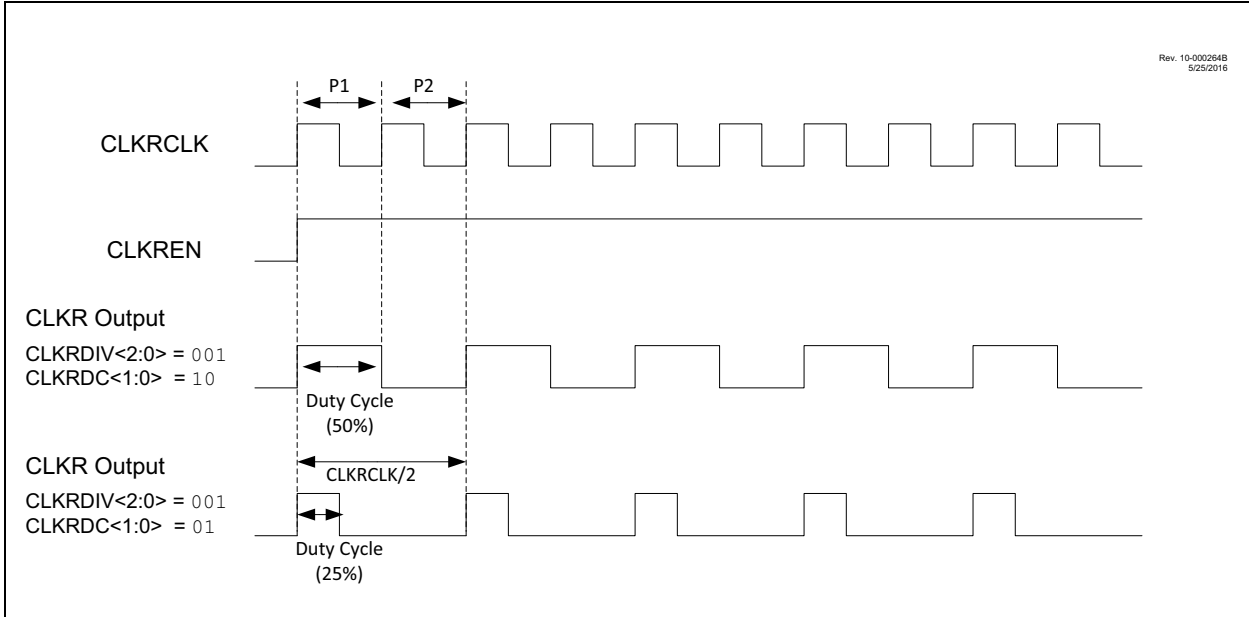 Rev. 10-000264B
5/25/2016
P1
P2
CLKRCLK
CLKREN
CLKR Output
CLKRDIV<2:0> = 001
CLKRDC<1:0> = 10
Duty Cycle
(50%)
CLKR Output
CLKRDIV<2:0> = 001
CLKRDC<1:0> = 01
CLKRCLK/2
Duty Cycle
(25%)